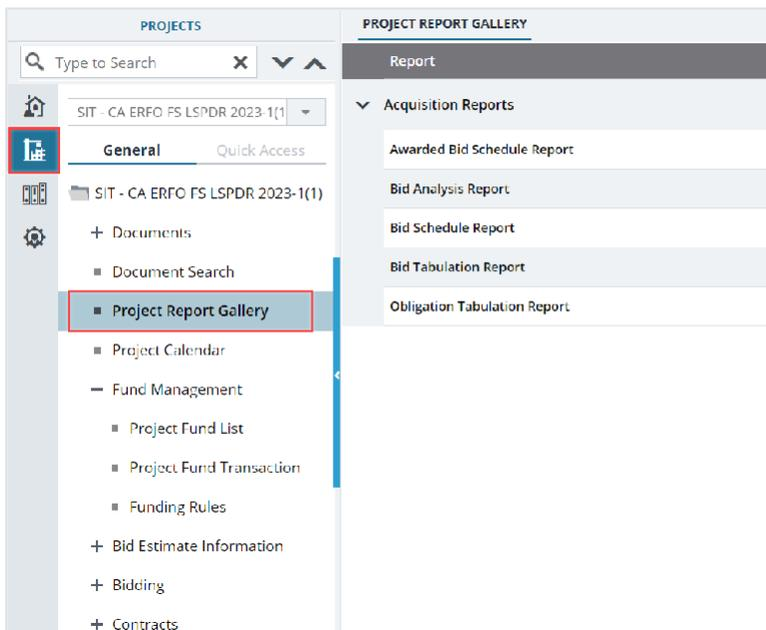 PROJECTS
Type to Search
SIT - CA ERFO FS LSPDR 2023-1(1
General Quick Access
SIT - CA ERFO FS LSPDR 2023-1(1)
Documents
Document Search
Project Report Gallery
Project Calendar
Fund Management
Project Fund List
Project Fund Transaction
Funding Rules
Bid Estimate Information
Bidding
Contracts
PROJECT REPORT GALLERY
Report
Acquisition Reports
Awarded Bid Schedule Report
Bid Analysis Report
Bid Schedule Report
Bid Tabulation Report
Obligation Tabulation Report